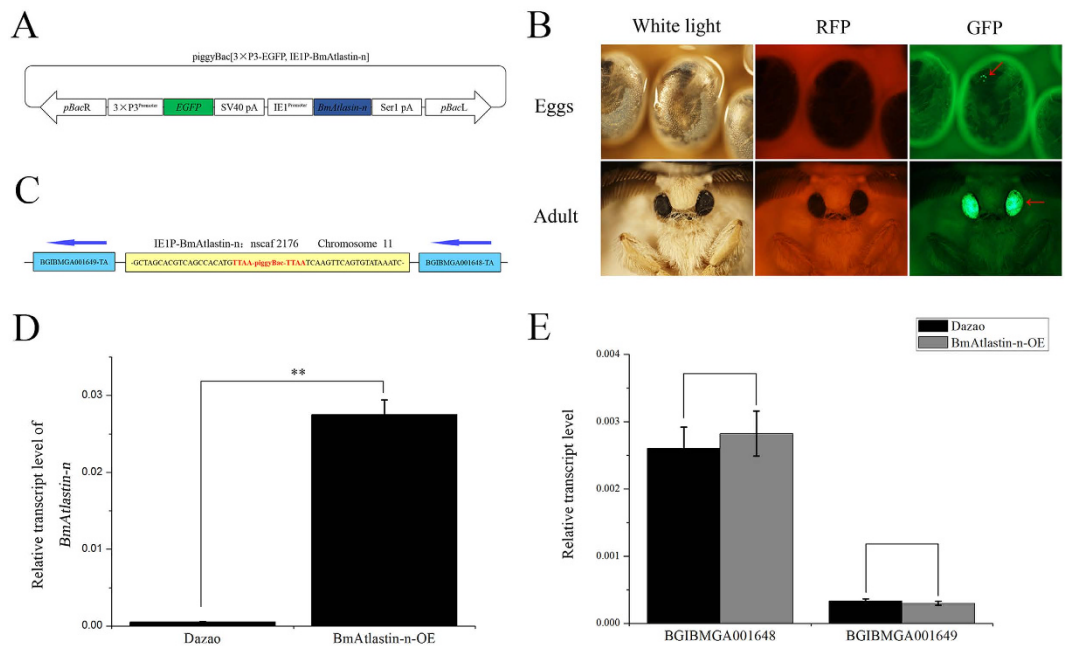 A
piggyBac[3×P3-EGFP, IE1P-BmAtlastin-n]
pBacR 3×P3Promoter EGFP SV40 pA IE1Promoter BmAtlasin-n Ser1 pA pBacL
B
White light RFP GFP
Eggs
Adult
C
IE1P-BmAtlastin-n: nscaf 2176 Chromosome 11
BGIBMGA001649-TA -GCTAGCACGTCAGCCACATGTTAA-piggyBac-TTAATCAAGTTCAGTGTATAAATC- BGIBMGA001648-TA
D
Relative transcript level of
BmAtlastin-n
0.03
0.02
0.01
0.00
**
Dazao BmAtlastin-n-OE
E
Dazao
BmAtlastin-n-OE
Relative transcript level
0.004
0.003
0.002
0.001
0.000
BGIBMGA001648 BGIBMGA001649